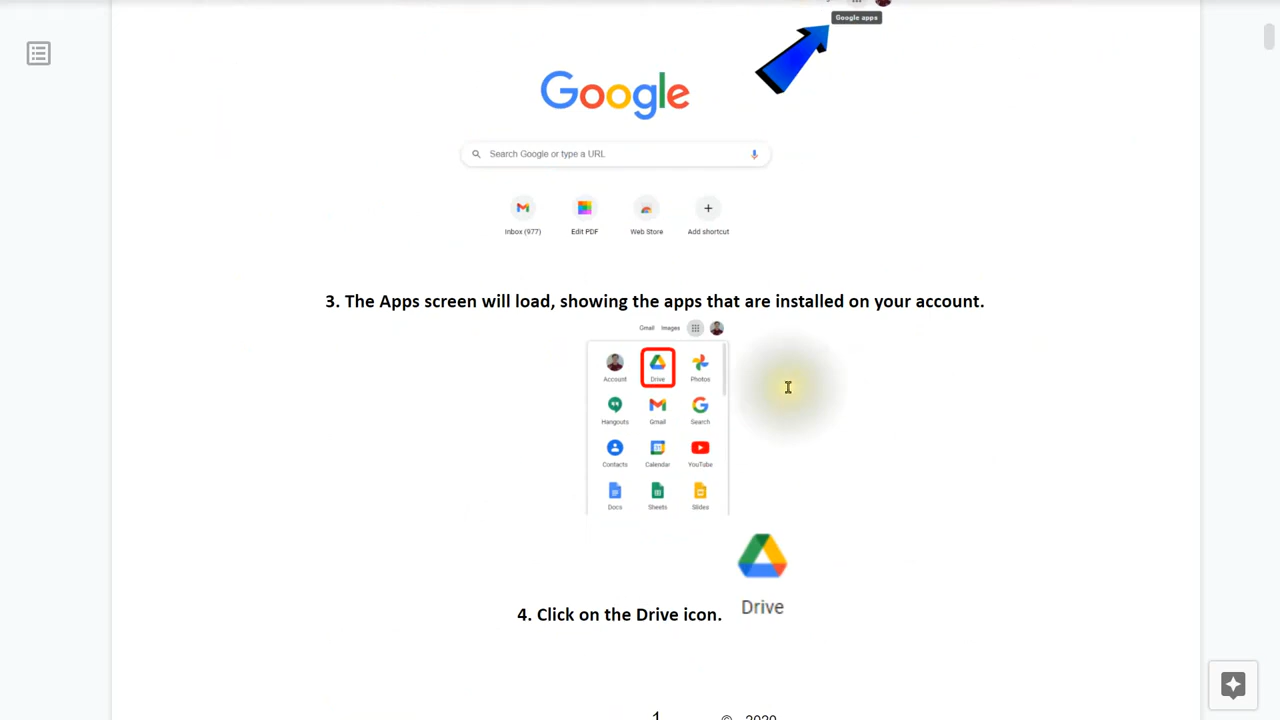 Google apps
Google
Search Google or type a URL
Inbox (977) Edit PDF Web Store Add shortcut
3. The Apps screen will load, showing the apps that are installed on your account.
Gmail Images
Account Drive Photos
Hangouts Gmail Search
Contacts Calendar YouTube
Docs Sheets Slides
Drive
4. Click on the Drive icon.
1 © 2020